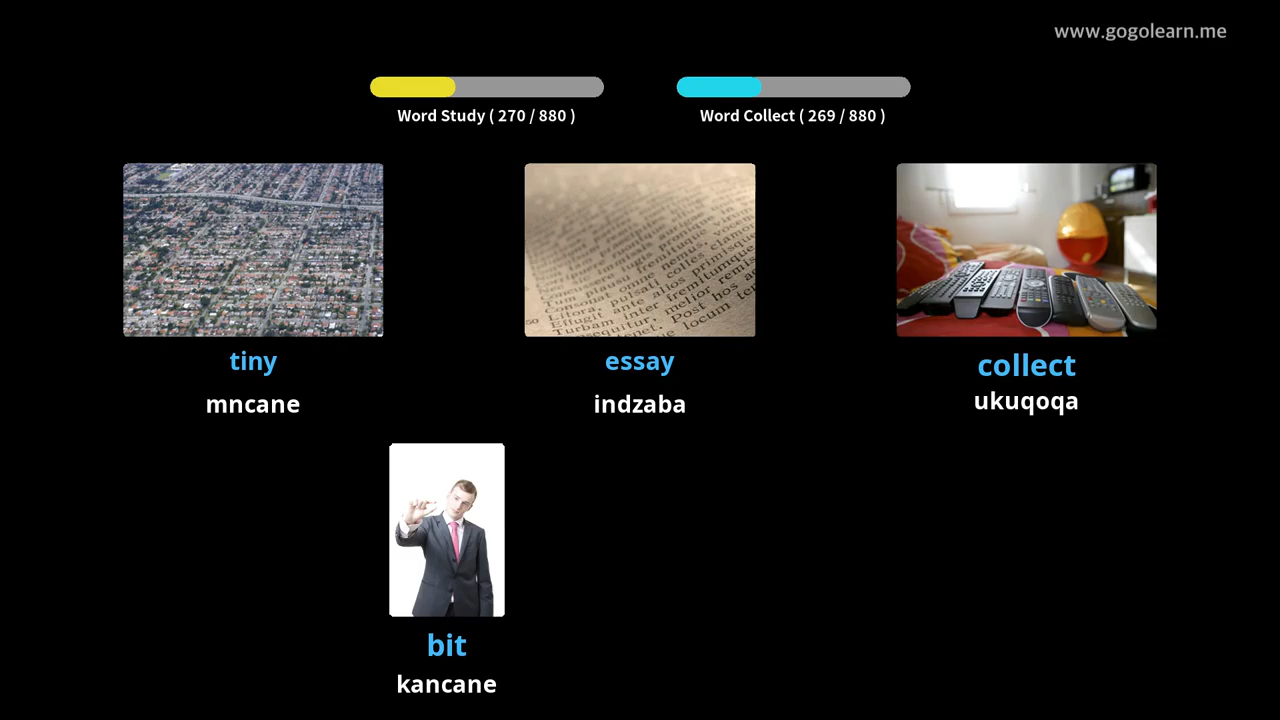 www.gogolearn.me
Word Study ( 270 / 880 )
Word Collect ( 269 / 880 )
tiny
mncane
essay
indzaba
collect
ukuqoqa
bit
kancane